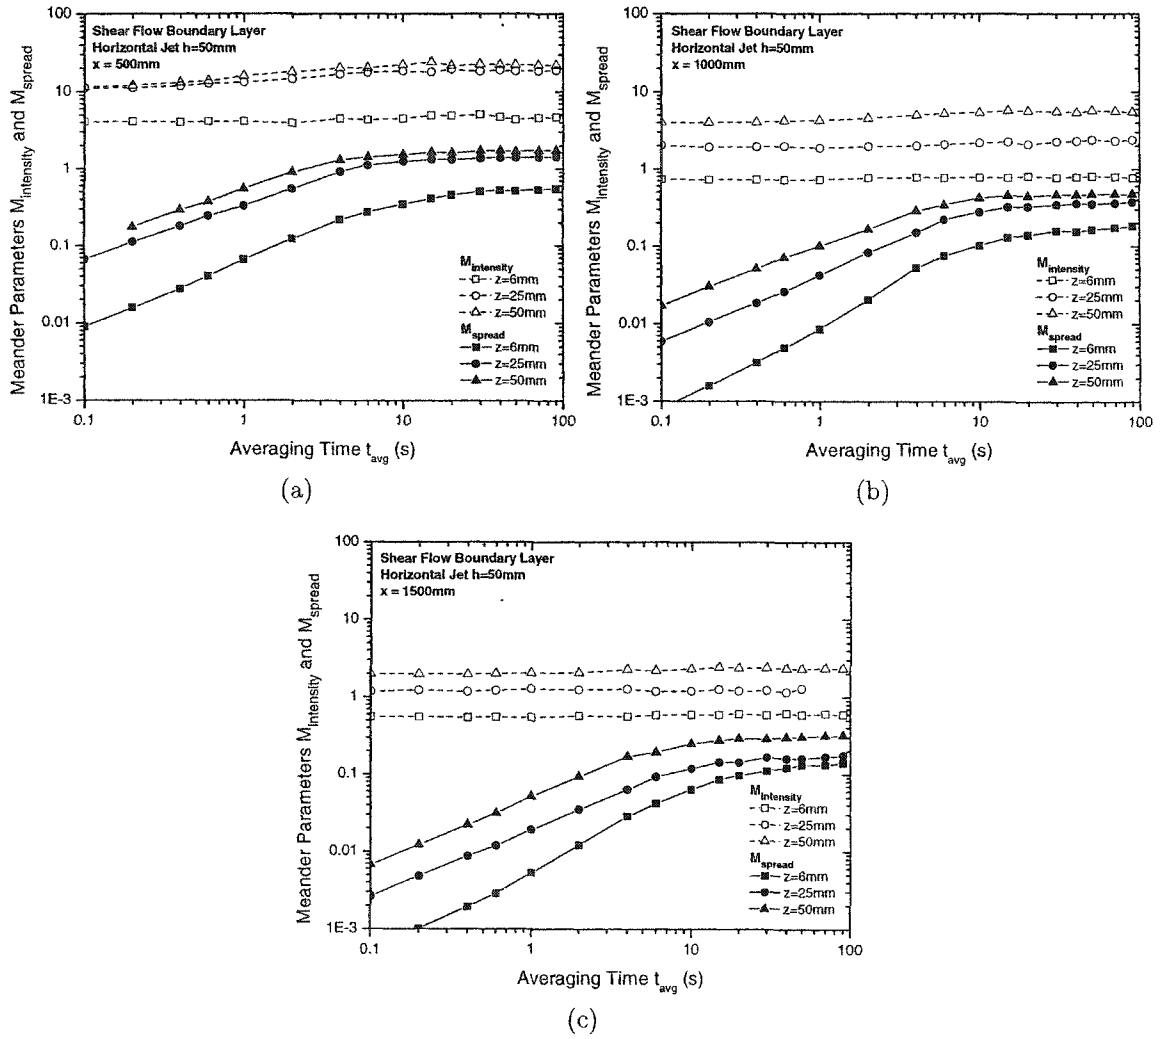 Shear Flow Boundary Layer
Horizontal Jet h=50mm
x = 500mm
Meander Parameters M_intensity and M_spread
100
10
1
0.1
0.01
1E-3
M_intensity
z=6mm
z=25mm
z=50mm
M_spread
z=6mm
z=25mm
z=50mm
0.1
1
10
100
Averaging Time t_avg (s)
(a)
Shear Flow Boundary Layer
Horizontal Jet h=50mm
x = 1000mm
Meander Parameters M_intensity and M_spread
100
10
1
0.1
0.01
1E-3
M_intensity
z=6mm
z=25mm
z=50mm
M_spread
z=6mm
z=25mm
z=50mm
0.1
1
10
100
Averaging Time t_avg (s)
(b)
Shear Flow Boundary Layer
Horizontal Jet h=50mm
x = 1500mm
Meander Parameters M_intensity and M_spread
100
10
1
0.1
0.01
1E-3
M_intensity
z=6mm
z=25mm
z=50mm
M_spread
z=6mm
z=25mm
z=50mm
0.1
1
10
100
Averaging Time t_avg (s)
(c)